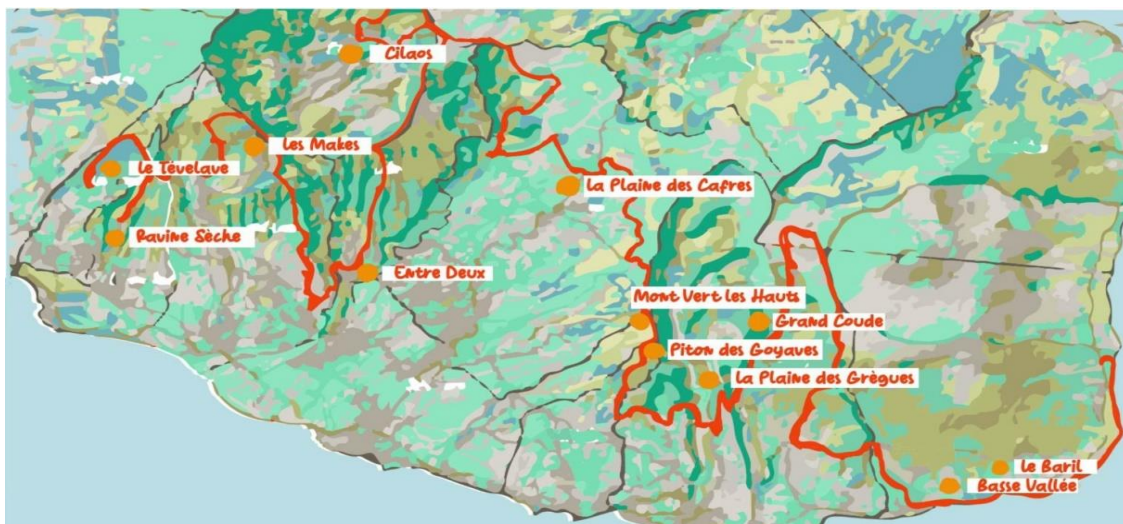 Cilaos
les Makes
le Tévelave
La Plaine des Cafres
Ravine Sèche
Entre Deux
Mont Vert les Hauts
Grand Coude
Piton des Goyaves
La Plaine des Grègues
le Baril
Basse Vallée